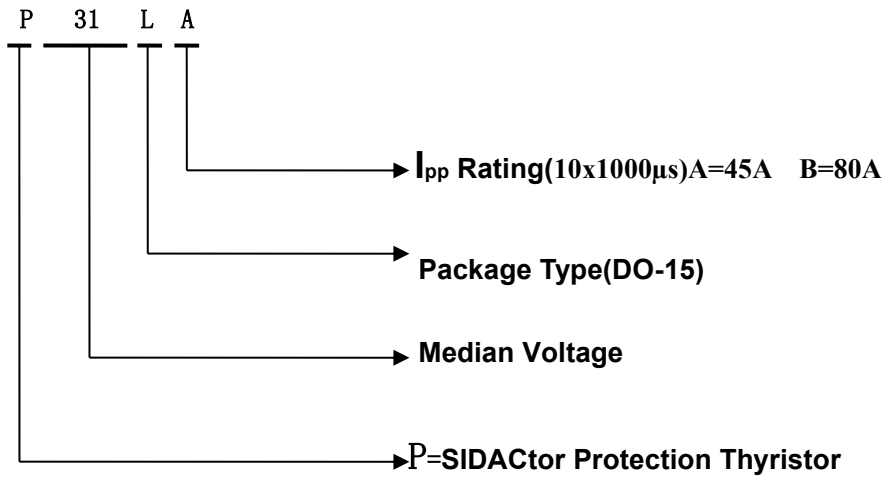 P 31 L A
Ipp Rating(10x1000μs)A=45A B=80A
Package Type(DO-15)
Median Voltage
P=SIDACtor Protection Thyristor